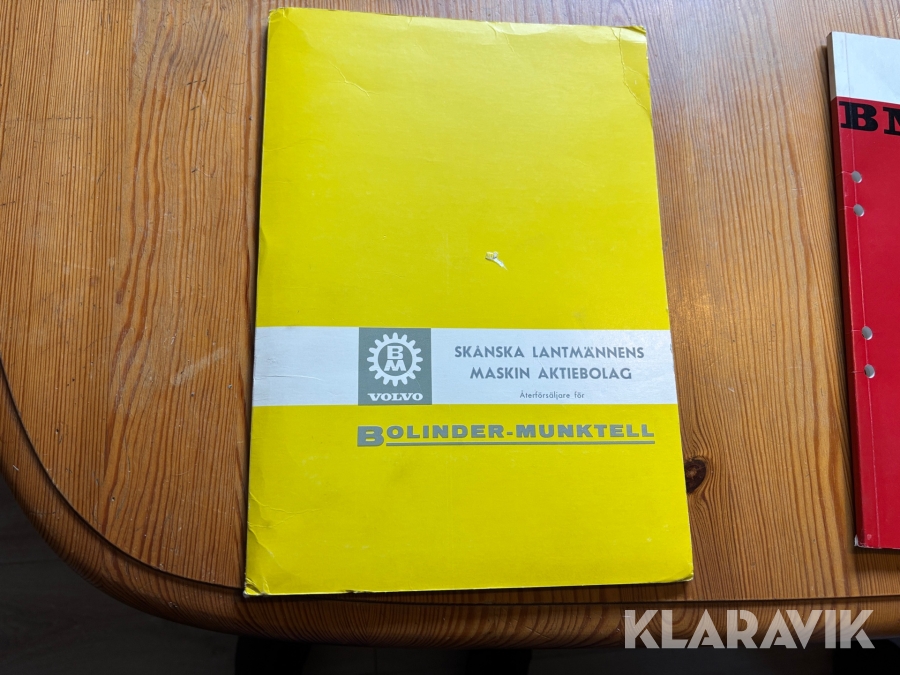 BM
VOLVO
SKÅNSKA LANTMÄNNENS
MASKIN AKTIEBOLAG
Återförsäljare för
BOLINDER-MUNKTELL
KLARAVIK